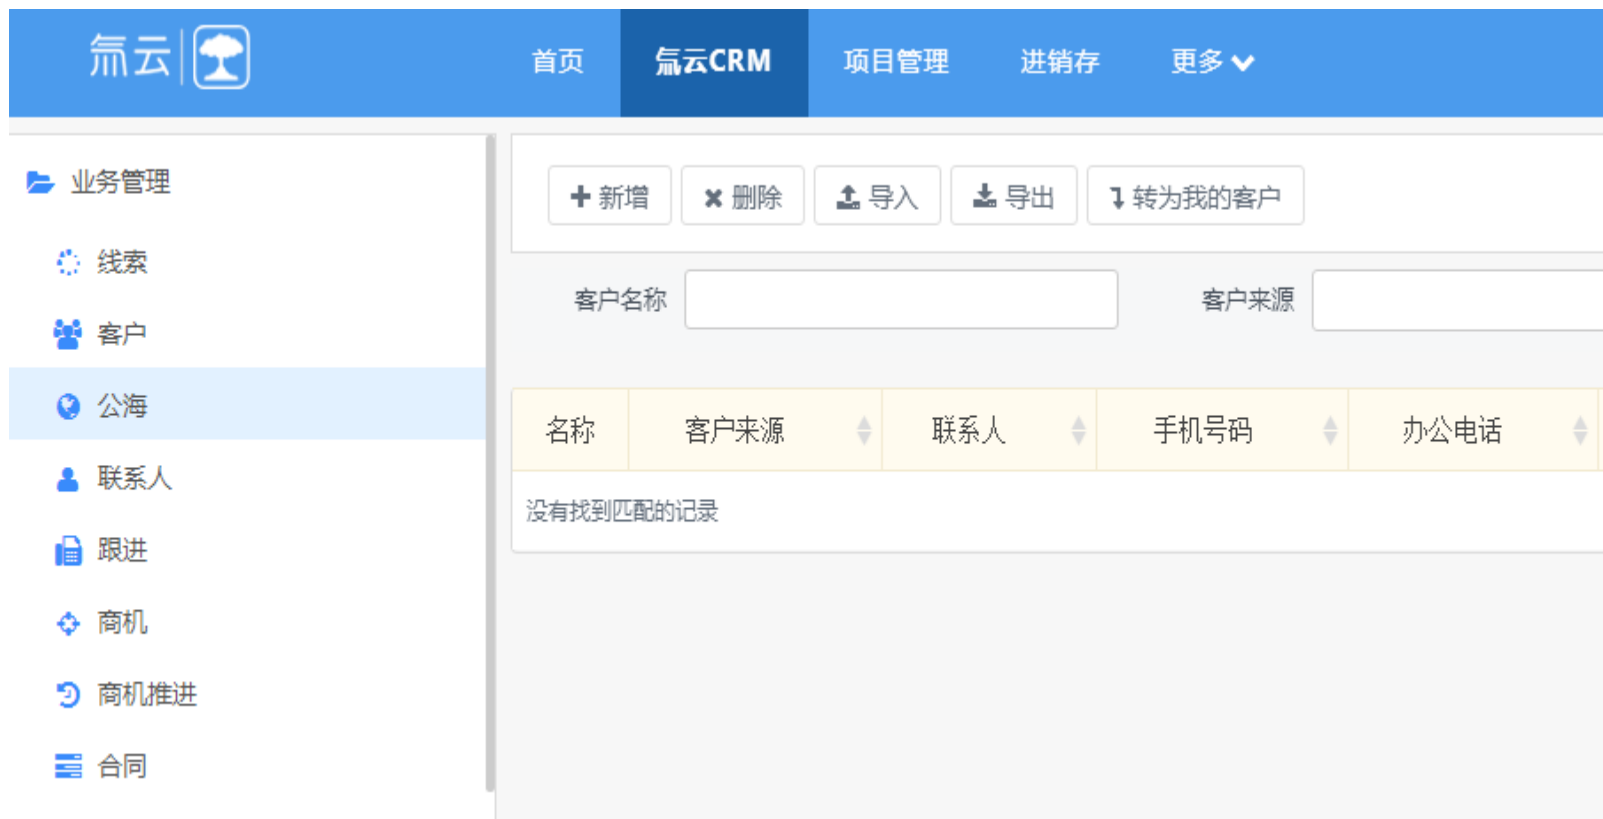 氚云
首页 氚云CRM 项目管理 进销存 更多
业务管理
线索
客户
公海
联系人
跟进
商机
商机推进
合同
新增 删除 导入 导出 转为我的客户
客户名称 客户来源
名称 客户来源 联系人 手机号码 办公电话
没有找到匹配的记录